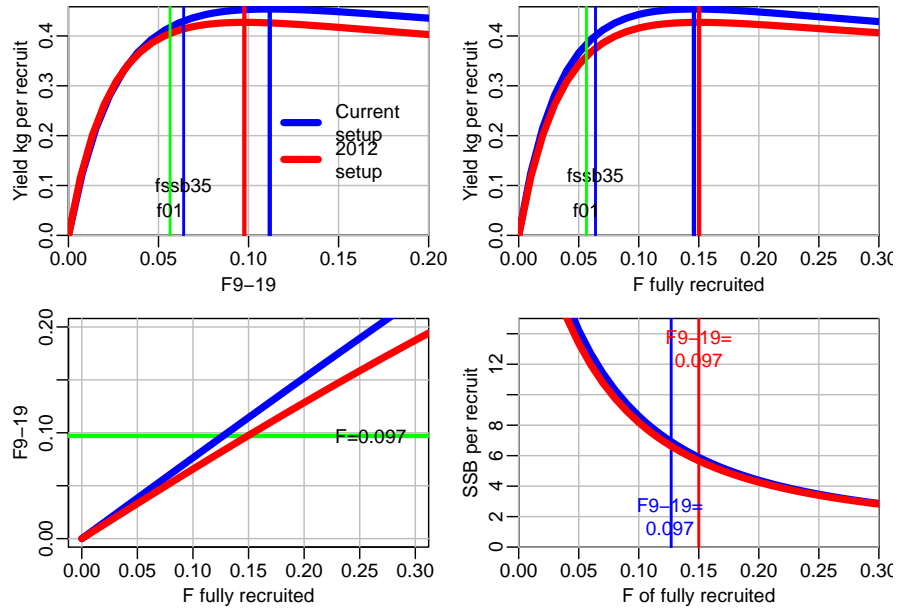 Yield kg per recruit
0.0
0.1
0.2
0.3
0.4
Current
setup
2012
setup
fssb35
f01
0.00
0.05
0.10
0.15
0.20
F9−19
Yield kg per recruit
0.0
0.1
0.2
0.3
0.4
fssb35
f01
0.00
0.05
0.10
0.15
0.20
0.25
0.30
F fully recruited
F9−19
0.00
0.10
0.20
F=0.097
0.00
0.05
0.10
0.15
0.20
0.25
0.30
F fully recruited
SSB per recruit
0
2
4
6
8
12
F9−19=
0.097
F9−19=
0.097
0.00
0.05
0.10
0.15
0.20
0.25
0.30
F of fully recruited